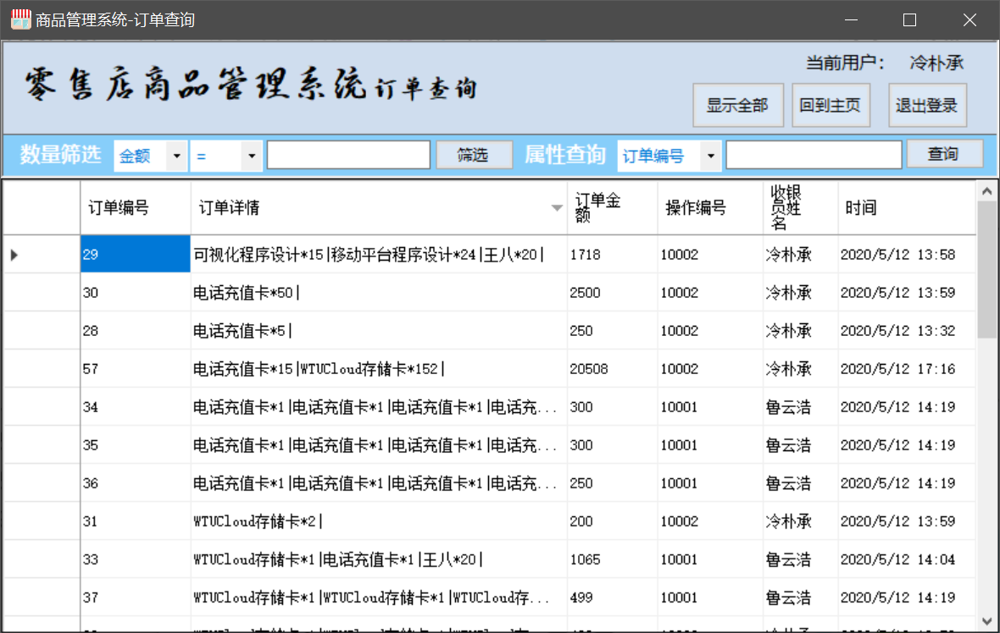 商品管理系统-订单查询
零售店商品管理系统订单查询
当前用户： 冷朴承
显示全部 回到主页 退出登录
数量筛选 金额 = 筛选 属性查询 订单编号 查询
订单编号 订单详情 订单金额 操作编号 收银员姓名 时间
29 可视化程序设计*15|移动平台程序设计*24|王八*20| 1718 10002 冷朴承 2020/5/12 13:58
30 电话充值卡*50| 2500 10002 冷朴承 2020/5/12 13:59
28 电话充值卡*5| 250 10002 冷朴承 2020/5/12 13:32
57 电话充值卡*15|WTUCloud存储卡*152| 20508 10002 冷朴承 2020/5/12 17:16
34 电话充值卡*1|电话充值卡*1|电话充值卡*1|电话充... 300 10001 鲁云浩 2020/5/12 14:19
35 电话充值卡*1|电话充值卡*1|电话充值卡*1|电话充... 300 10001 鲁云浩 2020/5/12 14:19
36 电话充值卡*1|电话充值卡*1|电话充值卡*1|电话充... 250 10001 鲁云浩 2020/5/12 14:19
31 WTUCloud存储卡*2| 200 10002 冷朴承 2020/5/12 13:59
33 WTUCloud存储卡*1|电话充值卡*1|王八*20| 1065 10001 鲁云浩 2020/5/12 14:04
37 WTUCloud存储卡*1|WTUCloud存储卡*1|WTUCloud存... 499 10001 鲁云浩 2020/5/12 14:19